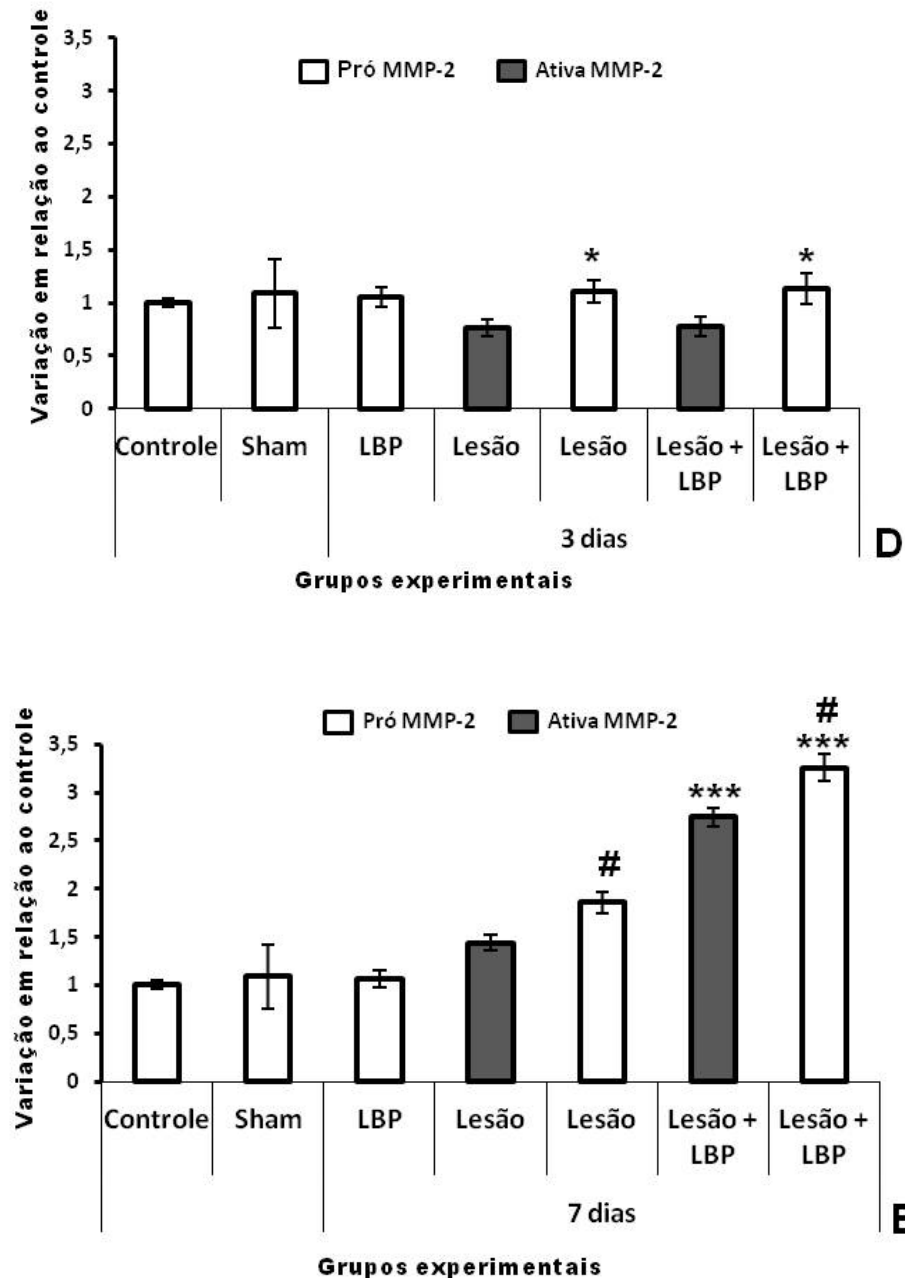 3,5
Pró MMP-2 Ativa MMP-2
3
2,5
2
1,5
* *
1
0,5
0
Variação em relação ao controle
Controle Sham LBP Lesão Lesão Lesão + LBP Lesão + LBP
3 dias
D
Grupos experimentais
Pró MMP-2 Ativa MMP-2
#
3,5
***
3
***
2,5
#
2
1,5
1
0,5
0
Variação em relação ao controle
Controle Sham LBP Lesão Lesão Lesão + LBP Lesão + LBP
7 dias
Grupos experimentais